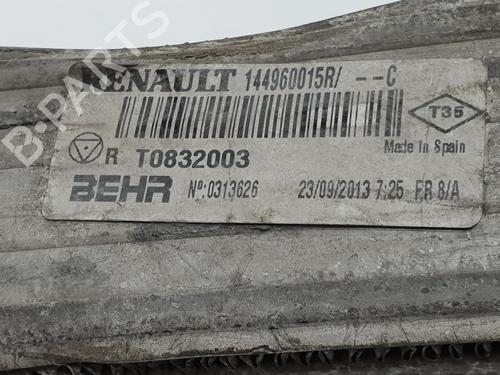 RENAULT 144960015R/ --C
T35
R T0832003 Made in Spain
BEHR Nº:0313626 23/09/2013 7:25 FR 8/A
B-PARTS